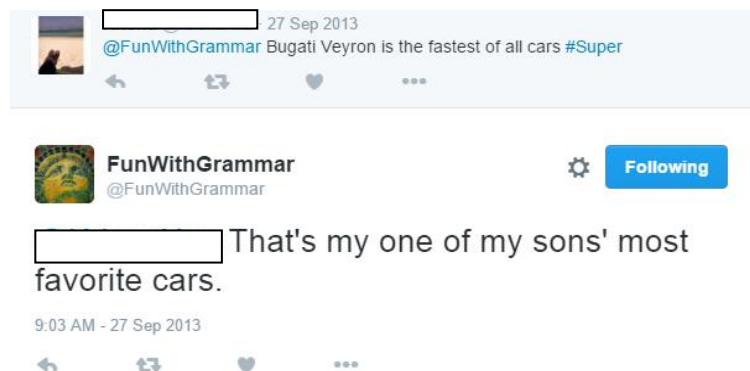 27 Sep 2013
@FunWithGrammar Bugati Veyron is the fastest of all cars #Super
FunWithGrammar
Following
@FunWithGrammar
That's my one of my sons' most
favorite cars.
9:03 AM - 27 Sep 2013